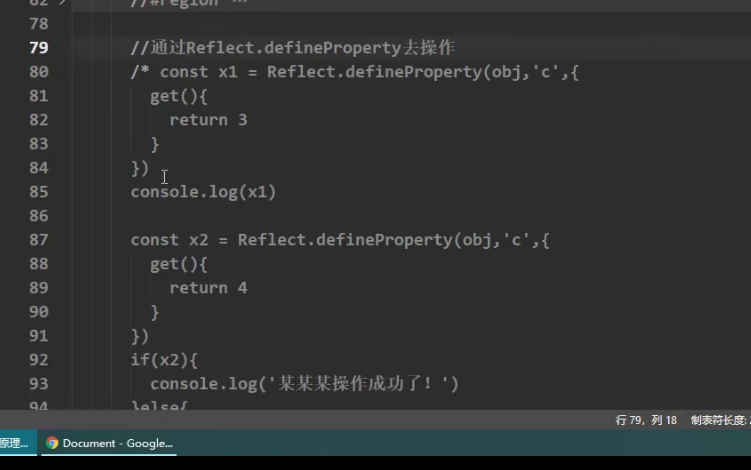 62 //#region ...
78
79 //通过Reflect.defineProperty去操作
80 /* const x1 = Reflect.defineProperty(obj,'c',{
81 get(){
82 return 3
83 }
84 })
85 console.log(x1)
86
87 const x2 = Reflect.defineProperty(obj,'c',{
88 get(){
89 return 4
90 }
91 })
92 if(x2){
93 console.log('某某某操作成功了！')
94 }else{
行 79，列 18 制表符长度:
原理... Document - Google...